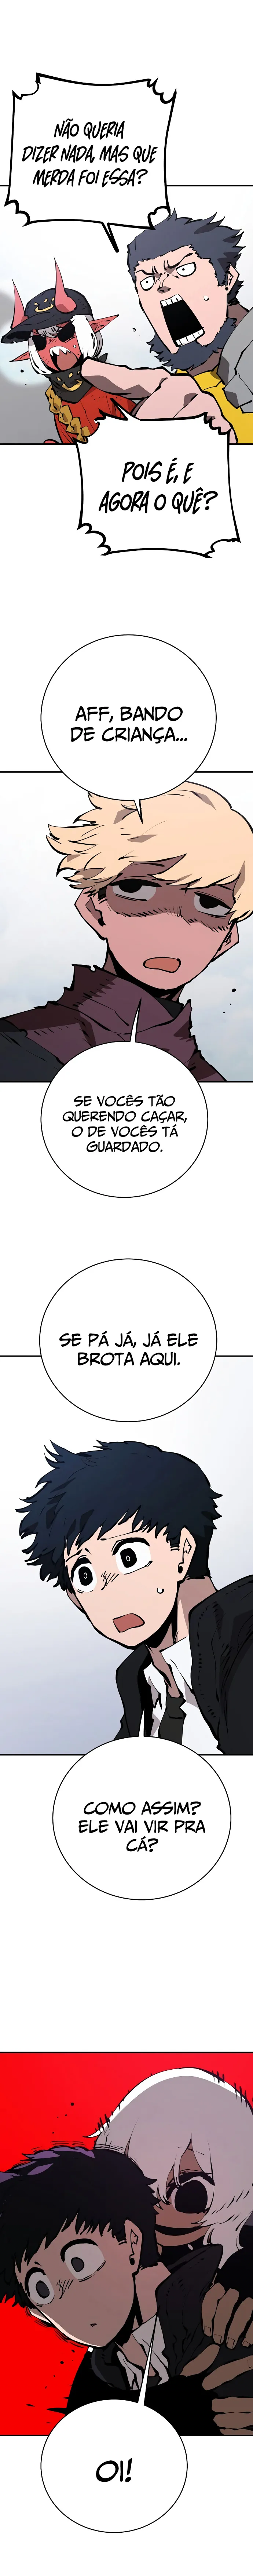 NÃO QUERIA
DIZER NADA, MAS QUE
MERDA FOI ESSA?
POIS É, E
AGORA O QUÊ?
AFF, BANDO
DE CRIANÇA...
SE VOCÊS TÃO
QUERENDO CAÇAR,
O DE VOCÊS TÁ
GUARDADO.
SE PÁ JÁ, JÁ ELE
BROTA AQUI.
COMO ASSIM?
ELE VAI VIR PRA
CÁ?
OI!